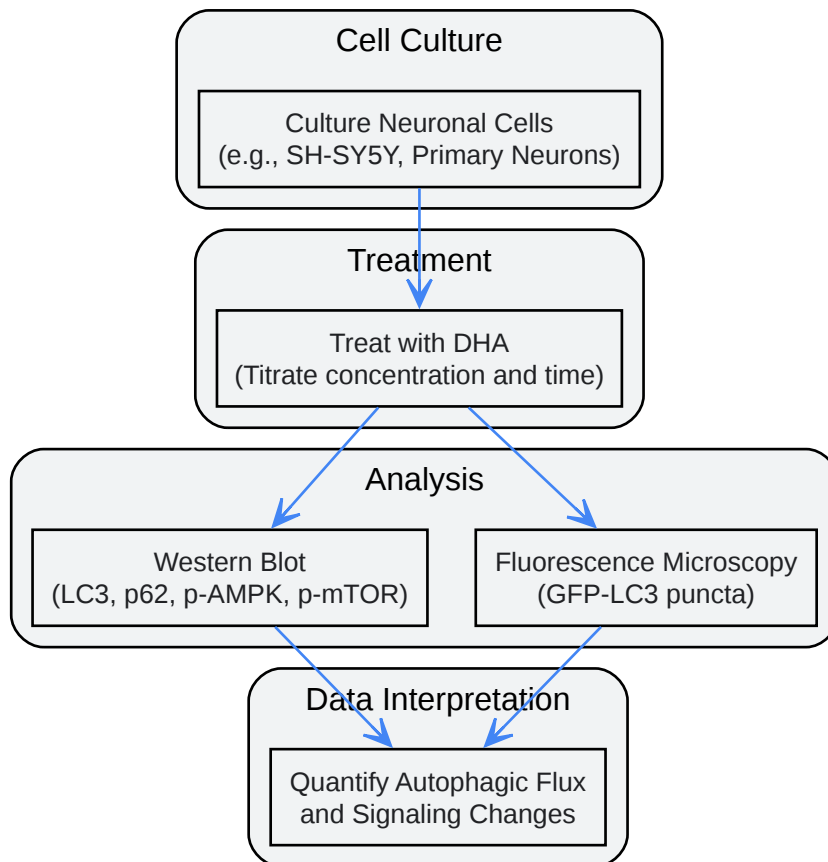 Cell Culture
Culture Neuronal Cells
(e.g., SH-SY5Y, Primary Neurons)
Treatment
Treat with DHA
(Titrate concentration and time)
Analysis
Western Blot
(LC3, p62, p-AMPK, p-mTOR)
Fluorescence Microscopy
(GFP-LC3 puncta)
Data Interpretation
Quantify Autophagic Flux
and Signaling Changes